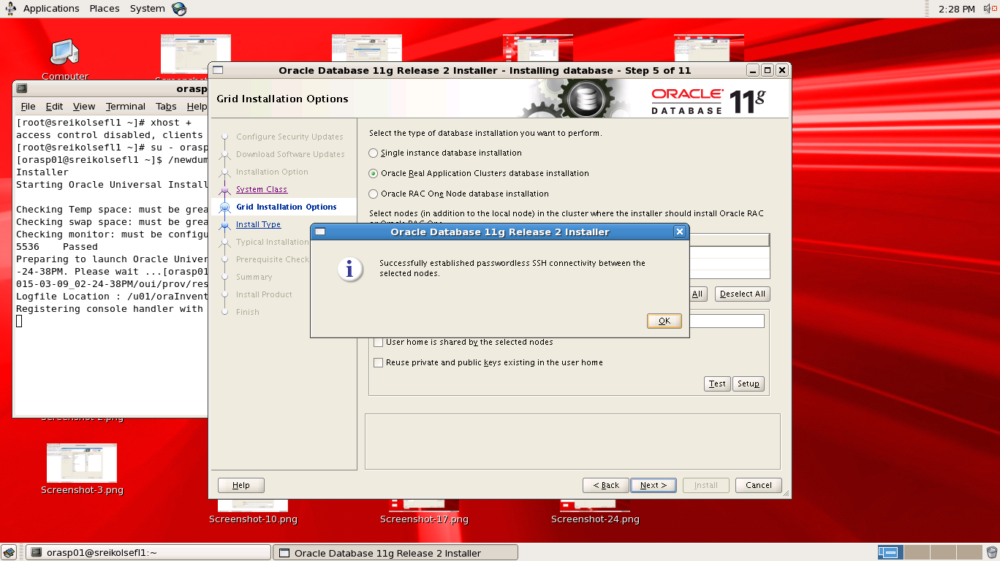 Applications Places System
2:28 PM
Computer
orasp
File Edit View Terminal Tabs Help
[root@sreikolsefl1 ~]# xhost +
access control disabled, clients
[root@sreikolsefl1 ~]# su - orasp
[orasp01@sreikolsefl1 ~]$ /newdum
Installer
Starting Oracle Universal Install
Checking Temp space: must be grea
Checking swap space: must be grea
Checking monitor: must be configu
5536 Passed
Preparing to launch Oracle Univer
-24-38PM. Please wait ...[orasp01
015-03-09_02-24-38PM/oui/prov/res
Logfile Location : /u01/oraInvent
Registering console handler with
Oracle Database 11g Release 2 Installer - Installing database - Step 5 of 11
Grid Installation Options
ORACLE DATABASE 11g
Configure Security Updates
Download Software Updates
Installation Option
System Class
Grid Installation Options
Install Type
Typical Installation
Prerequisite Check
Summary
Install Product
Finish
Select the type of database installation you want to perform.
Single instance database installation
Oracle Real Application Clusters database installation
Oracle RAC One Node database installation
Select nodes (in addition to the local node) in the cluster where the installer should install Oracle RAC
or Oracle RAC One
Oracle Database 11g Release 2 Installer
Successfully established passwordless SSH connectivity between the
selected nodes.
OK
All
Deselect All
User home is shared by the selected nodes
Reuse private and public keys existing in the user home
Test Setup
Help
< Back Next > Install Cancel
Screenshot-2.png
Screenshot-3.png
Screenshot-10.png
Screenshot-17.png
Screenshot-24.png
orasp01@sreikolsefl1:~
Oracle Database 11g Release 2 Installer